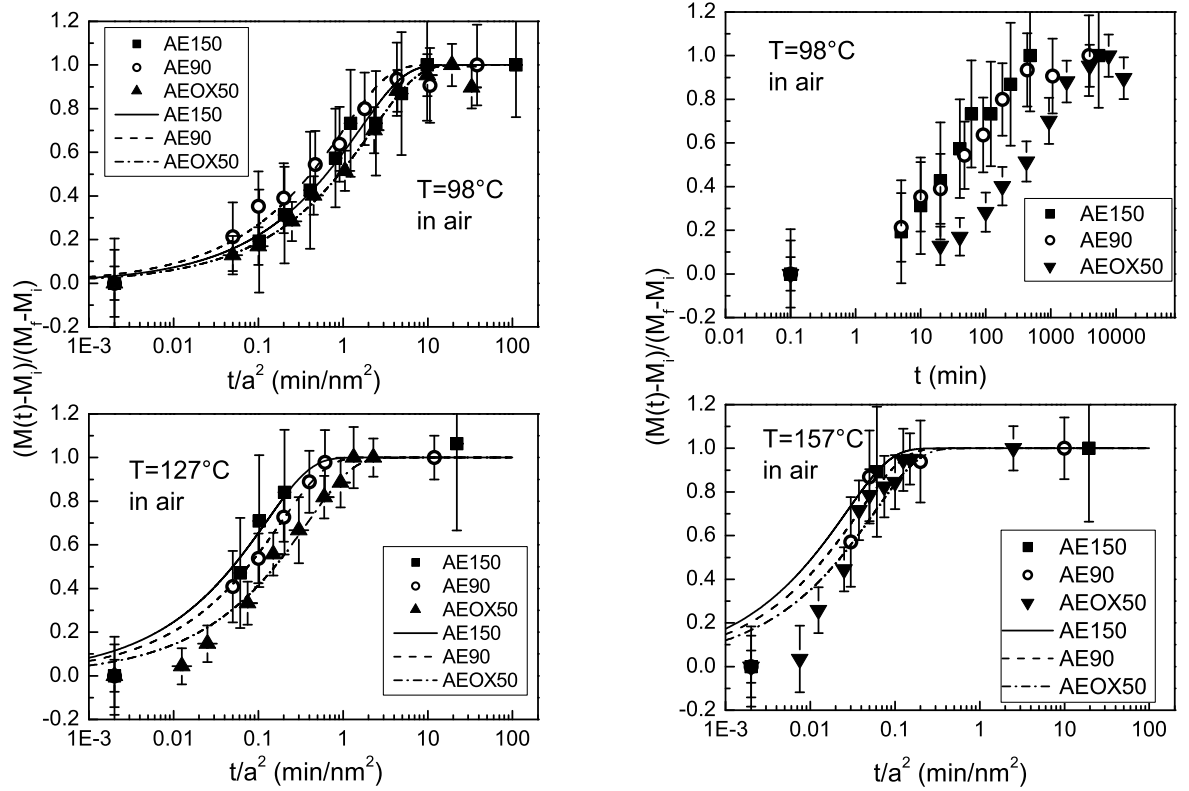 (M(t)-Mi)/(Mf-Mi)
1.2
1.0
0.8
0.6
0.4
0.2
0.0
-0.2
AE150
AE90
AEOX50
AE150
AE90
AEOX50
T=98°C
in air
1E-3 0.01 0.1 1 10 100
t/a² (min/nm²)
(M(t)-Mi)/(Mf-Mi)
1.2
1.0
0.8
0.6
0.4
0.2
0.0
-0.2
T=98°C
in air
AE150
AE90
AEOX50
0.01 0.1 1 10 100 1000 10000
t (min)
1.2
1.0
0.8
0.6
0.4
0.2
0.0
-0.2
T=127°C
in air
AE150
AE90
AEOX50
AE150
AE90
AEOX50
1E-3 0.01 0.1 1 10 100
t/a² (min/nm²)
1.2
1.0
0.8
0.6
0.4
0.2
0.0
-0.2
T=157°C
in air
AE150
AE90
AEOX50
AE150
AE90
AEOX50
1E-3 0.01 0.1 1 10 100
t/a² (min/nm²)